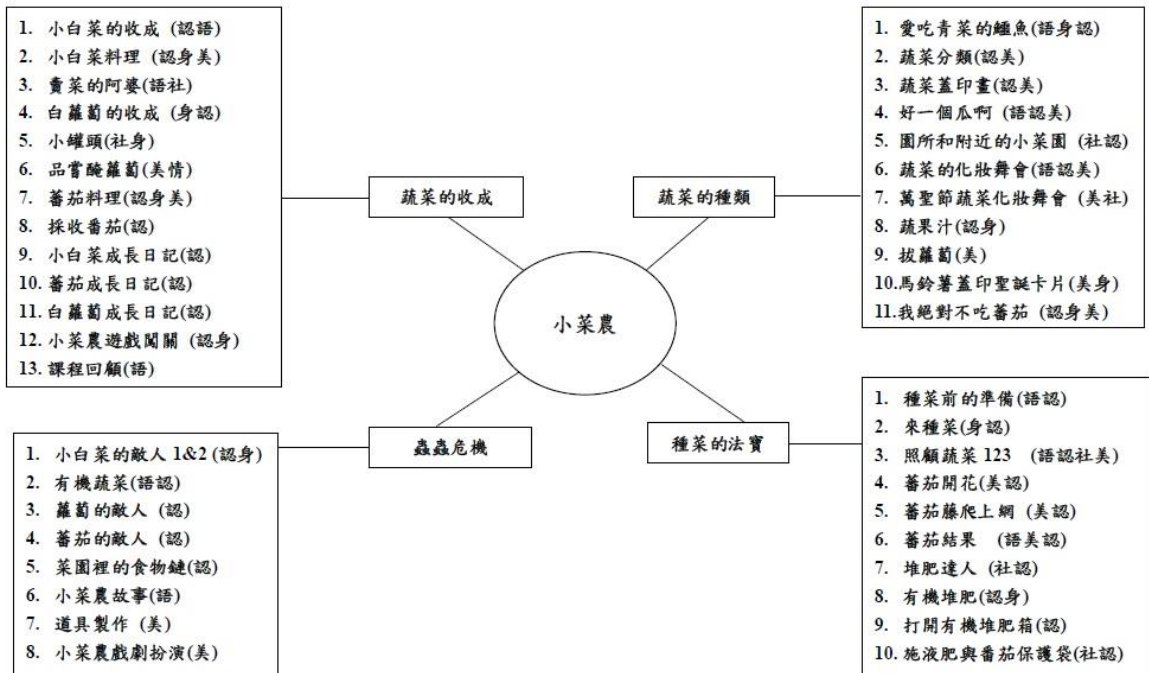 1. 小白菜的收成 (認語)
2. 小白菜料理 (認身美)
3. 賣菜的阿婆(語社)
4. 白蘿蔔的收成 (身認)
5. 小罐頭(社身)
6. 品嘗醃蘿蔔(美情)
7. 蕃茄料理(認身美)
8. 採收番茄(認)
9. 小白菜成長日記(認)
10. 蕃茄成長日記(認)
11. 白蘿蔔成長日記(認)
12. 小菜農遊戲闖關 (認身)
13. 課程回顧(語)
蔬菜的收成
蔬菜的種類
1. 愛吃青菜的鱷魚(語身認)
2. 蔬菜分類(認美)
3. 蔬菜蓋印畫(認美)
4. 好一個瓜啊 (語認美)
5. 園所和附近的小菜園 (社認)
6. 蔬菜的化妝舞會(語認美)
7. 萬聖節蔬菜化妝舞會 (美社)
8. 蔬果汁(認身)
9. 拔蘿蔔(美)
10.馬鈴薯蓋印聖誕卡片(美身)
11.我絕對不吃蕃茄 (認身美)
小菜農
1. 小白菜的敵人 1&2 (認身)
2. 有機蔬菜(語認)
3. 蘿蔔的敵人 (認)
4. 蕃茄的敵人 (認)
5. 菜園裡的食物鏈(認)
6. 小菜農故事(語)
7. 道具製作 (美)
8. 小菜農戲劇扮演(美)
蟲蟲危機
種菜的法寶
1. 種菜前的準備(語認)
2. 來種菜(身認)
3. 照顧蔬菜 123 (語認社美)
4. 蕃茄開花(美認)
5. 蕃茄藤爬上網 (美認)
6. 蕃茄結果 (語美認)
7. 堆肥達人 (社認)
8. 有機堆肥(認身)
9. 打開有機堆肥箱(認)
10. 施液肥與番茄保護袋(社認)